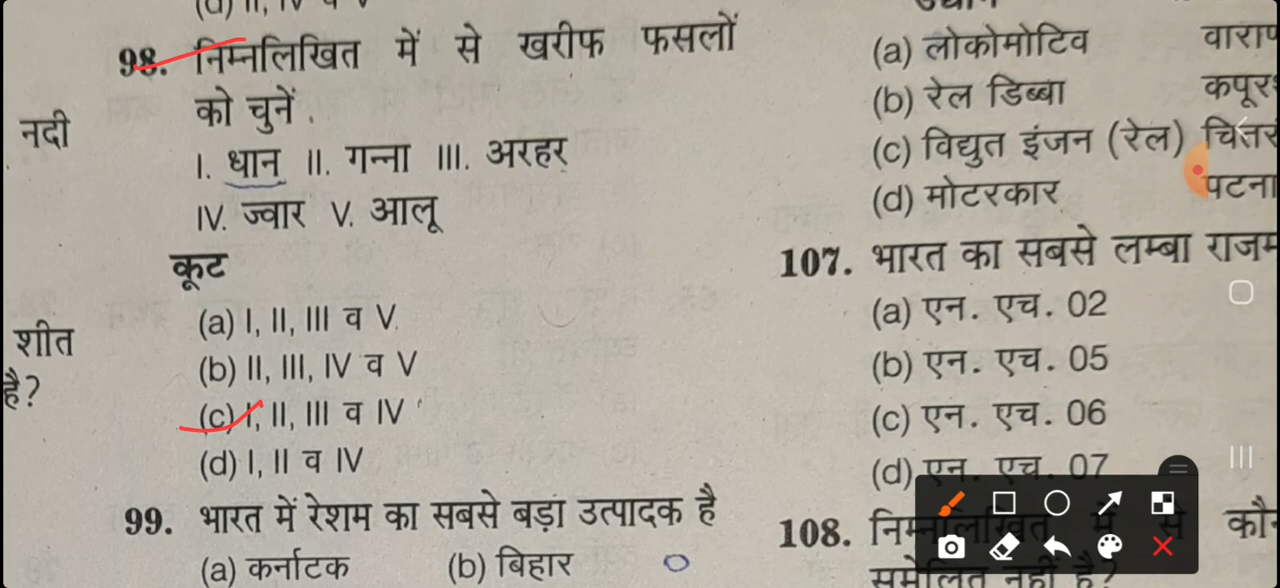 98. निम्नलिखित में से खरीफ फसलों
को चुनें.
I. धान II. गन्ना III. अरहर
IV. ज्वार V. आलू
कूट
(a) I, II, III व V
(b) II, III, IV व V
(c) I, II, III व IV
(d) I, II व IV
99. भारत में रेशम का सबसे बड़ा उत्पादक है
(a) कर्नाटक (b) बिहार
नदी
शीत
है?
(a) लोकोमोटिव
(b) रेल डिब्बा
(c) विद्युत इंजन (रेल)
(d) मोटरकार पटना
107. भारत का सबसे लम्बा
(a) एन. एच. 02
(b) एन. एच. 05
(c) एन. एच. 06
(d) एन. एच. 07
108. निम्नलिखित में से